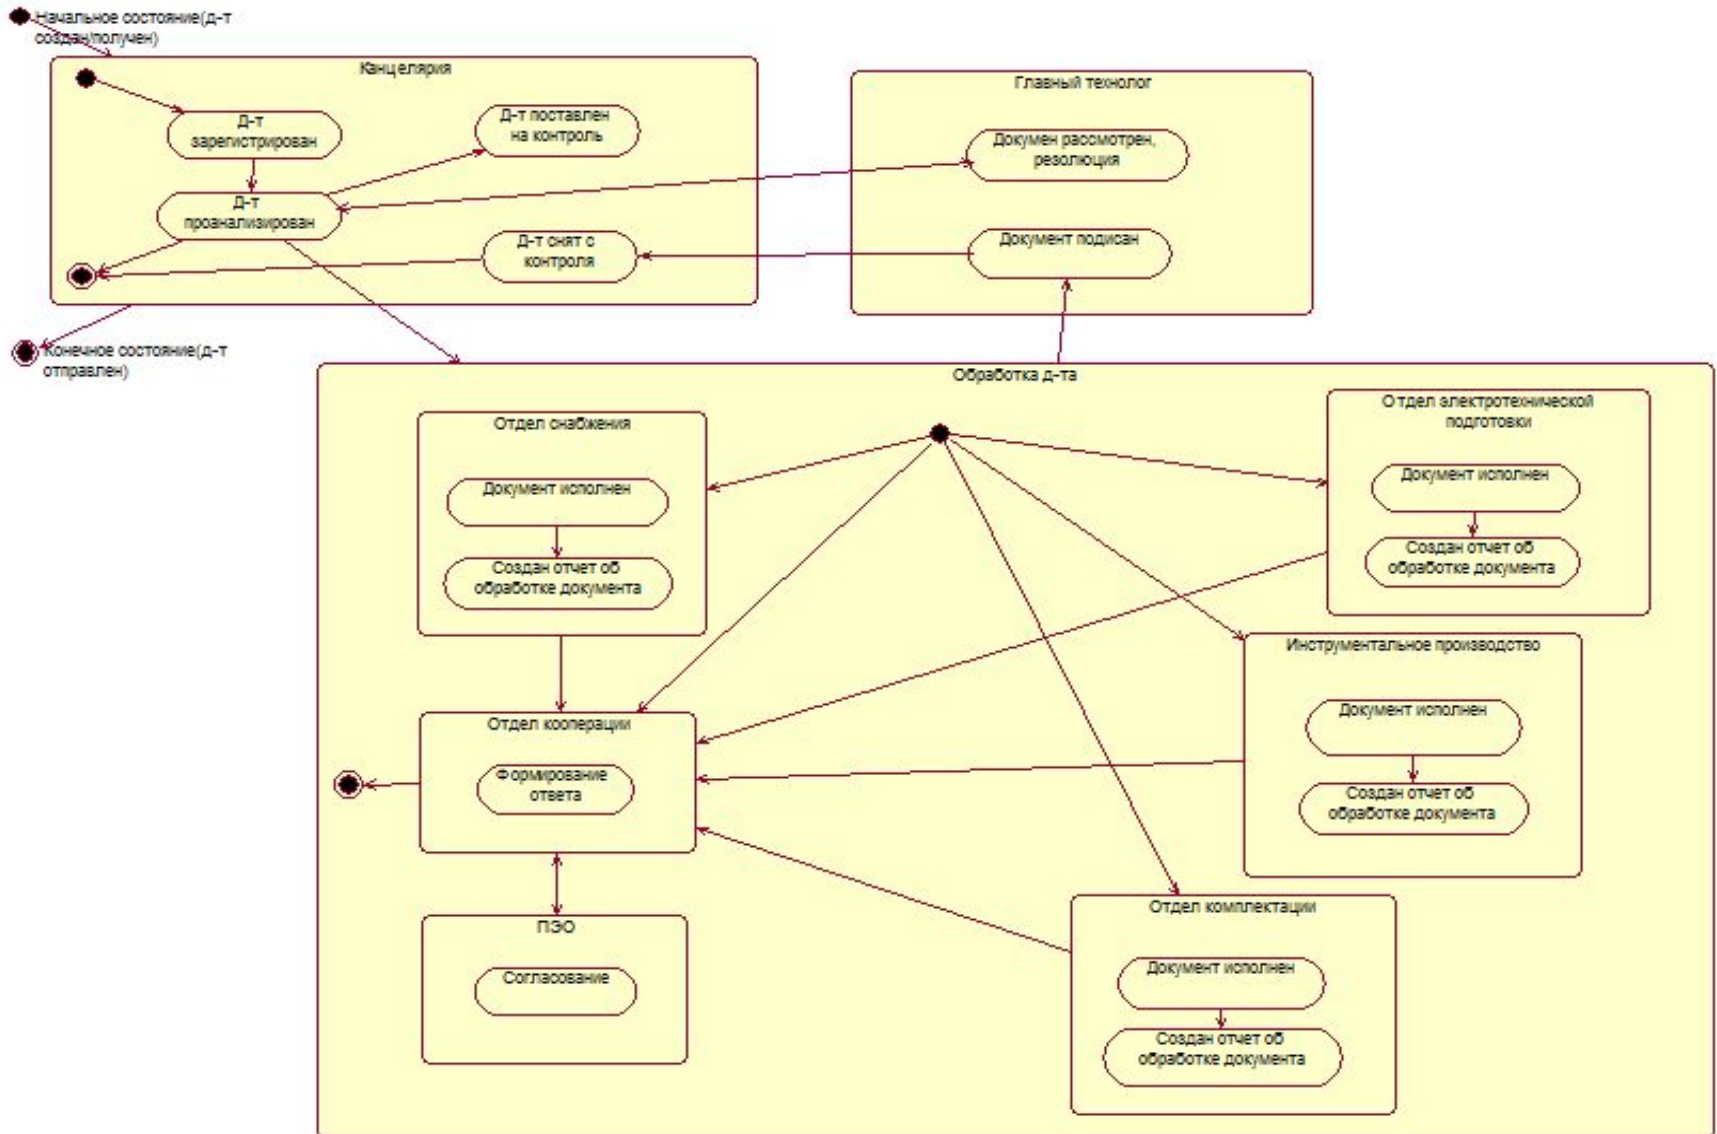 Начальное состояние(д-т
создан/получен)
Канцелярия
Д-т
зарегистрирован
Д-т поставлен
на контроль
Д-т
проанализирован
Д-т снят с
контроля
Главный технолог
Докумен рассмотрен,
резолюция
Документ подисан
Конечное состояние(д-т
отправлен)
Обработка д-та
Отдел снабжения
Документ исполнен
Создан отчет об
обработке документа
Отдел электротехнической
подготовки
Документ исполнен
Создан отчет об
обработке документа
Инструментальное производство
Документ исполнен
Создан отчет об
обработке документа
Отдел кооперации
Формирование
ответа
ПЭО
Согласование
Отдел комплектации
Документ исполнен
Создан отчет об
обработке документа